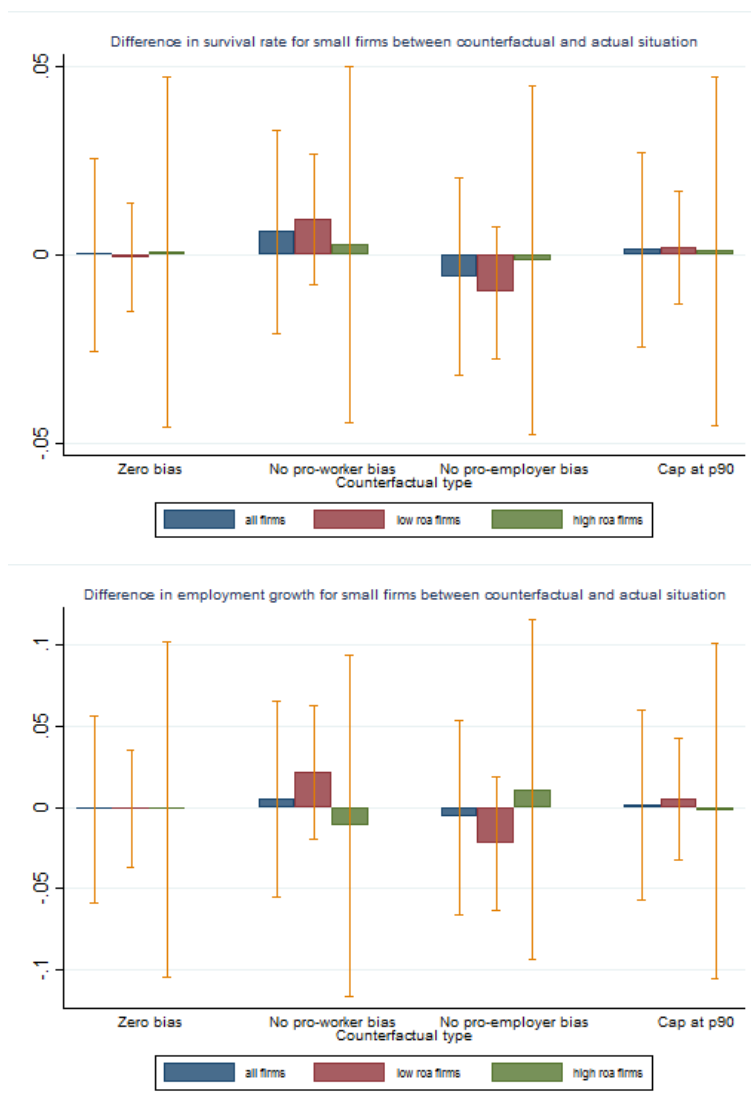 Difference in survival rate for small firms between counterfactual and actual situation
.05
0
-.05
Zero bias No pro-worker bias No pro-employer bias Cap at p90
Counterfactual type
all firms low roa firms high roa firms
Difference in employment growth for small firms between counterfactual and actual situation
.1
.05
0
-.05
-.1
Zero bias No pro-worker bias No pro-employer bias Cap at p90
Counterfactual type
all firms low roa firms high roa firms